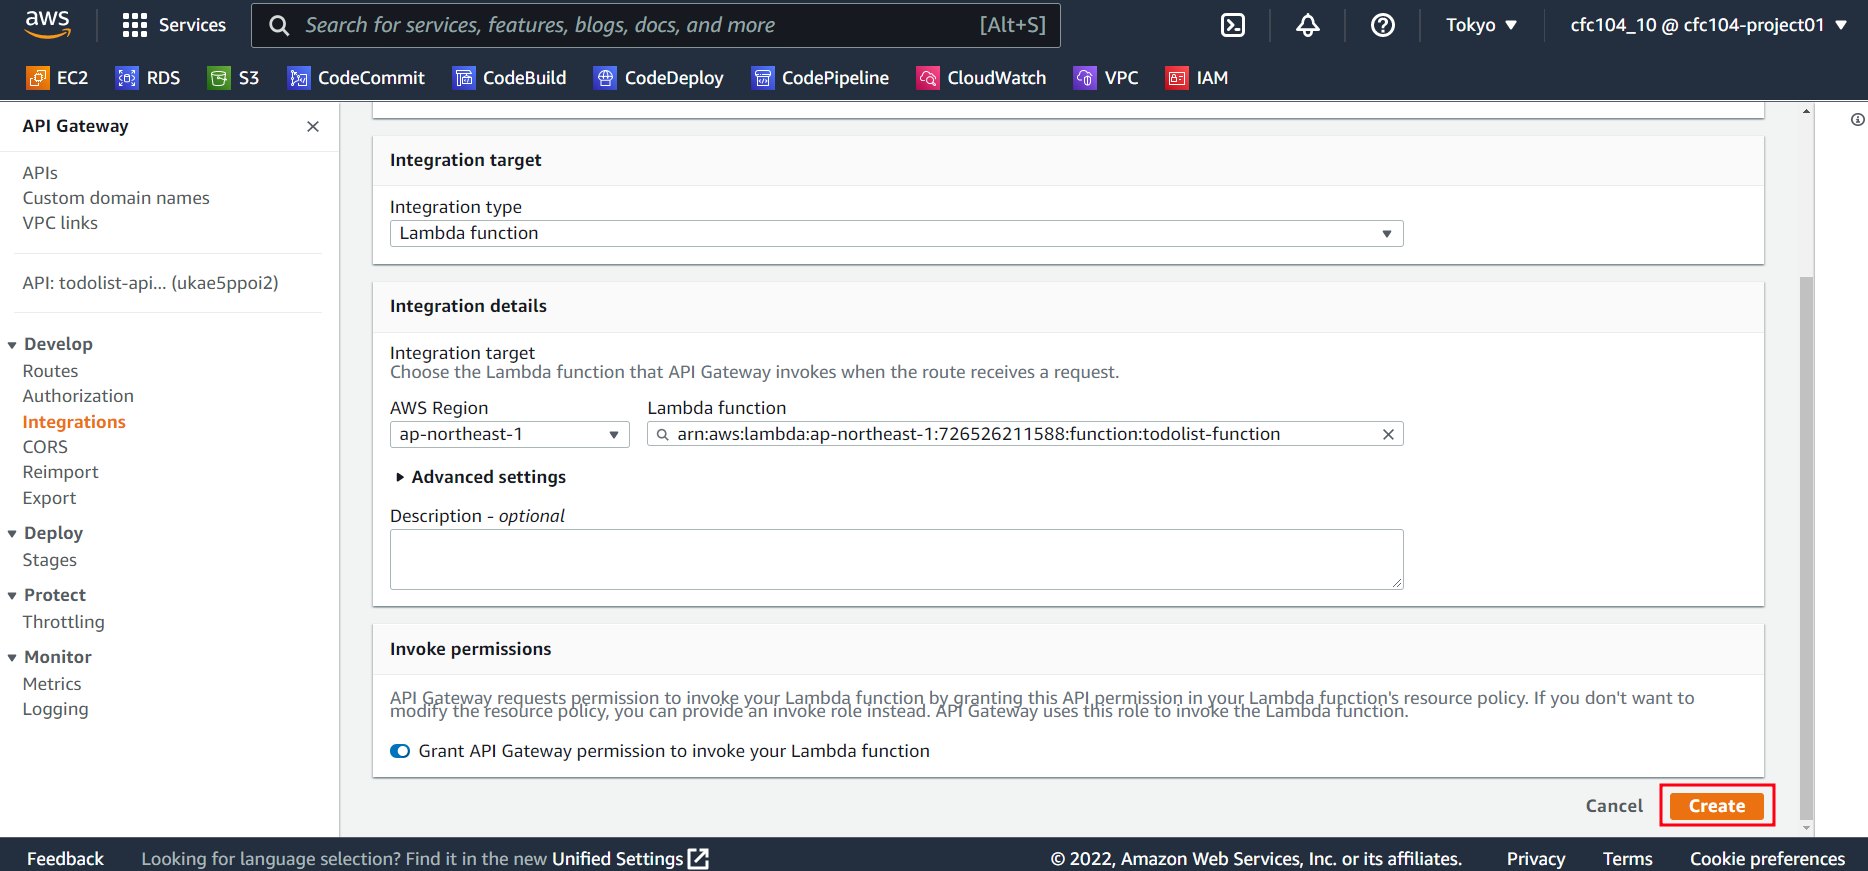 aws
Services
Search for services, features, blogs, docs, and more
[Alt+S]
Tokyo
cfc104_10 @ cfc104-project01
EC2
RDS
S3
CodeCommit
CodeBuild
CodeDeploy
CodePipeline
CloudWatch
VPC
IAM
API Gateway
APIs
Custom domain names
VPC links
API: todolist-api... (ukae5ppoi2)
Develop
Routes
Authorization
Integrations
CORS
Reimport
Export
Deploy
Stages
Protect
Throttling
Monitor
Metrics
Logging
Integration target
Integration type
Lambda function
Integration details
Integration target
Choose the Lambda function that API Gateway invokes when the route receives a request.
AWS Region
Lambda function
ap-northeast-1
arn:aws:lambda:ap-northeast-1:726526211588:function:todolist-function
Advanced settings
Description - optional
Invoke permissions
API Gateway requests permission to invoke your Lambda function by granting this API permission in your Lambda function's resource policy. If you don't want to
modify the resource policy, you can provide an invoke role instead. API Gateway uses this role to invoke the Lambda function.
Grant API Gateway permission to invoke your Lambda function
Cancel
Create
Feedback
Looking for language selection? Find it in the new Unified Settings
© 2022, Amazon Web Services, Inc. or its affiliates.
Privacy
Terms
Cookie preferences